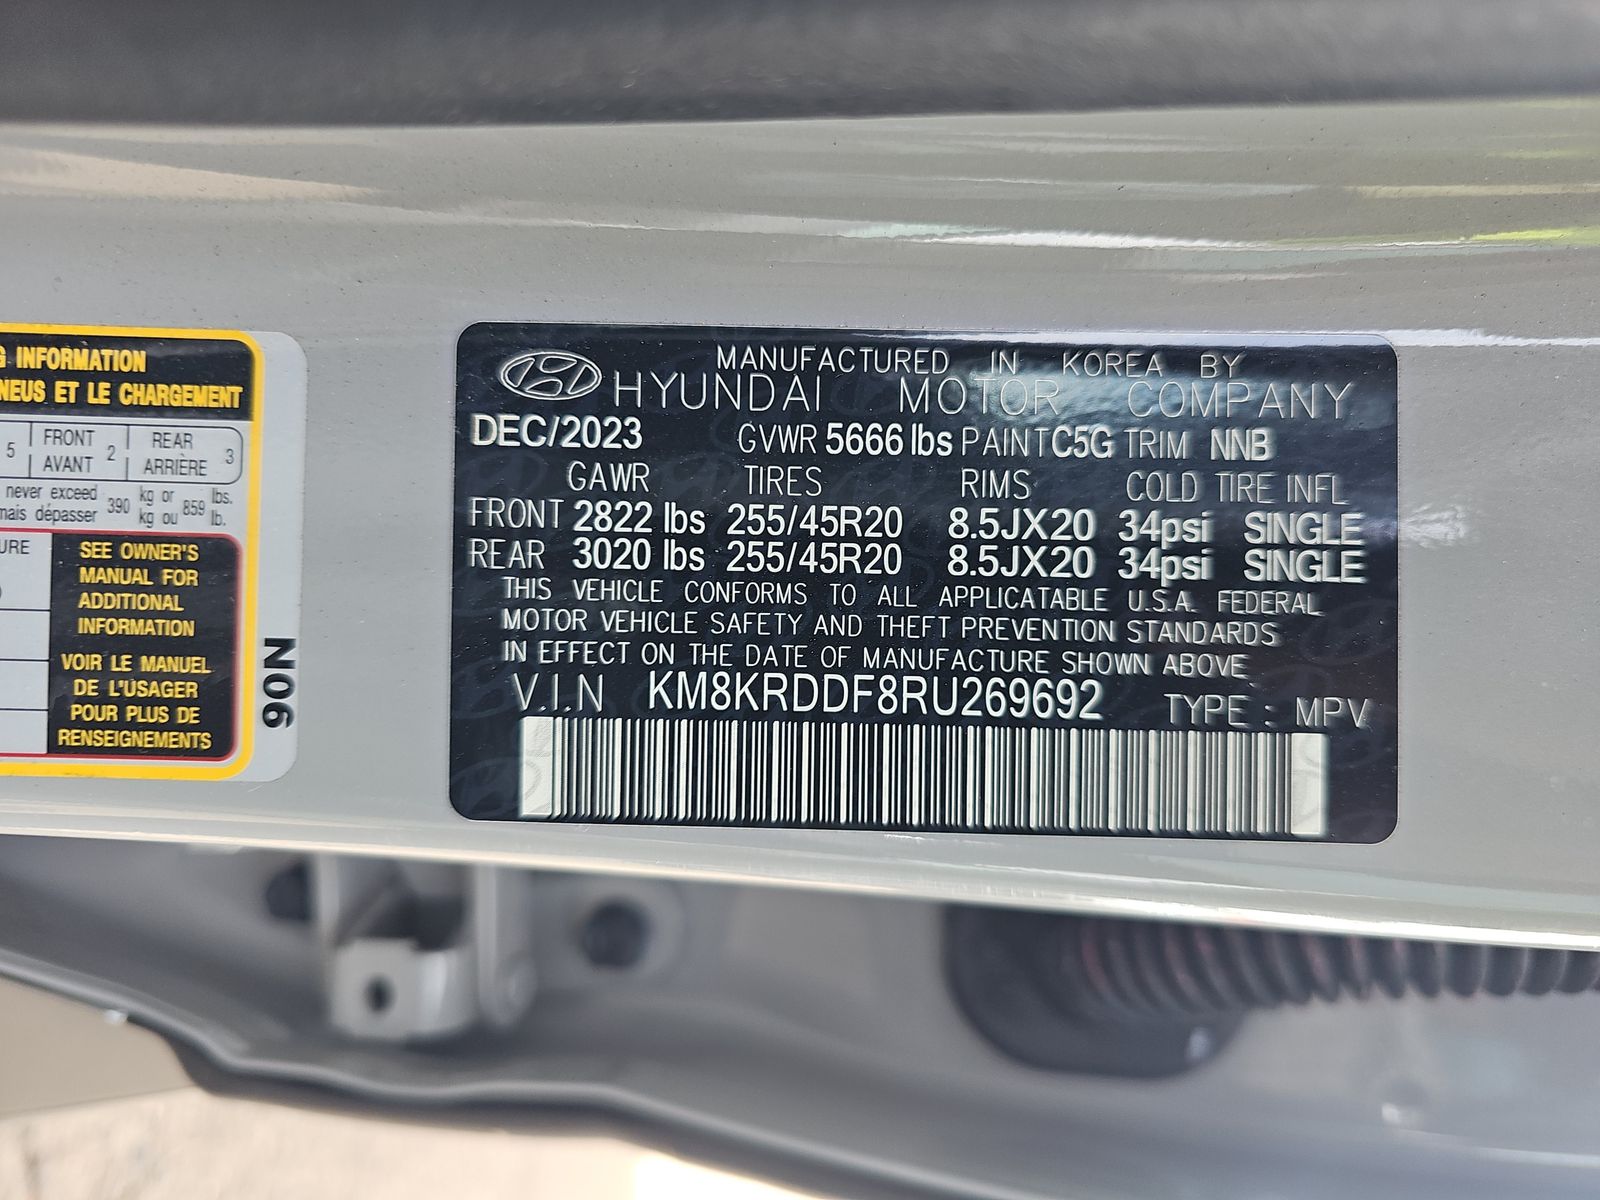 G INFORMATION
NEUS ET LE CHARGEMENT
5 FRONT AVANT 2 REAR ARRIÈRE 3
never exceed 390 kg or 859 lbs.
mais dépasser kg ou lb.
URE
SEE OWNER'S
MANUAL FOR
ADDITIONAL
INFORMATION
VOIR LE MANUEL
DE L'USAGER
POUR PLUS DE
RENSEIGNEMENTS
90N
MANUFACTURED IN KOREA BY
HYUNDAI MOTOR COMPANY
DEC/2023 GVWR 5666 lbs PAINT C5G TRIM NNB
GAWR TIRES RIMS COLD TIRE INFL
FRONT 2822 lbs 255/45R20 8.5JX20 34psi SINGLE
REAR 3020 lbs 255/45R20 8.5JX20 34psi SINGLE
THIS VEHICLE CONFORMS TO ALL APPLICATABLE U.S.A. FEDERAL
MOTOR VEHICLE SAFETY AND THEFT PREVENTION STANDARDS
IN EFFECT ON THE DATE OF MANUFACTURE SHOWN ABOVE
V.I.N KM8KRDDF8RU269692 TYPE : MPV